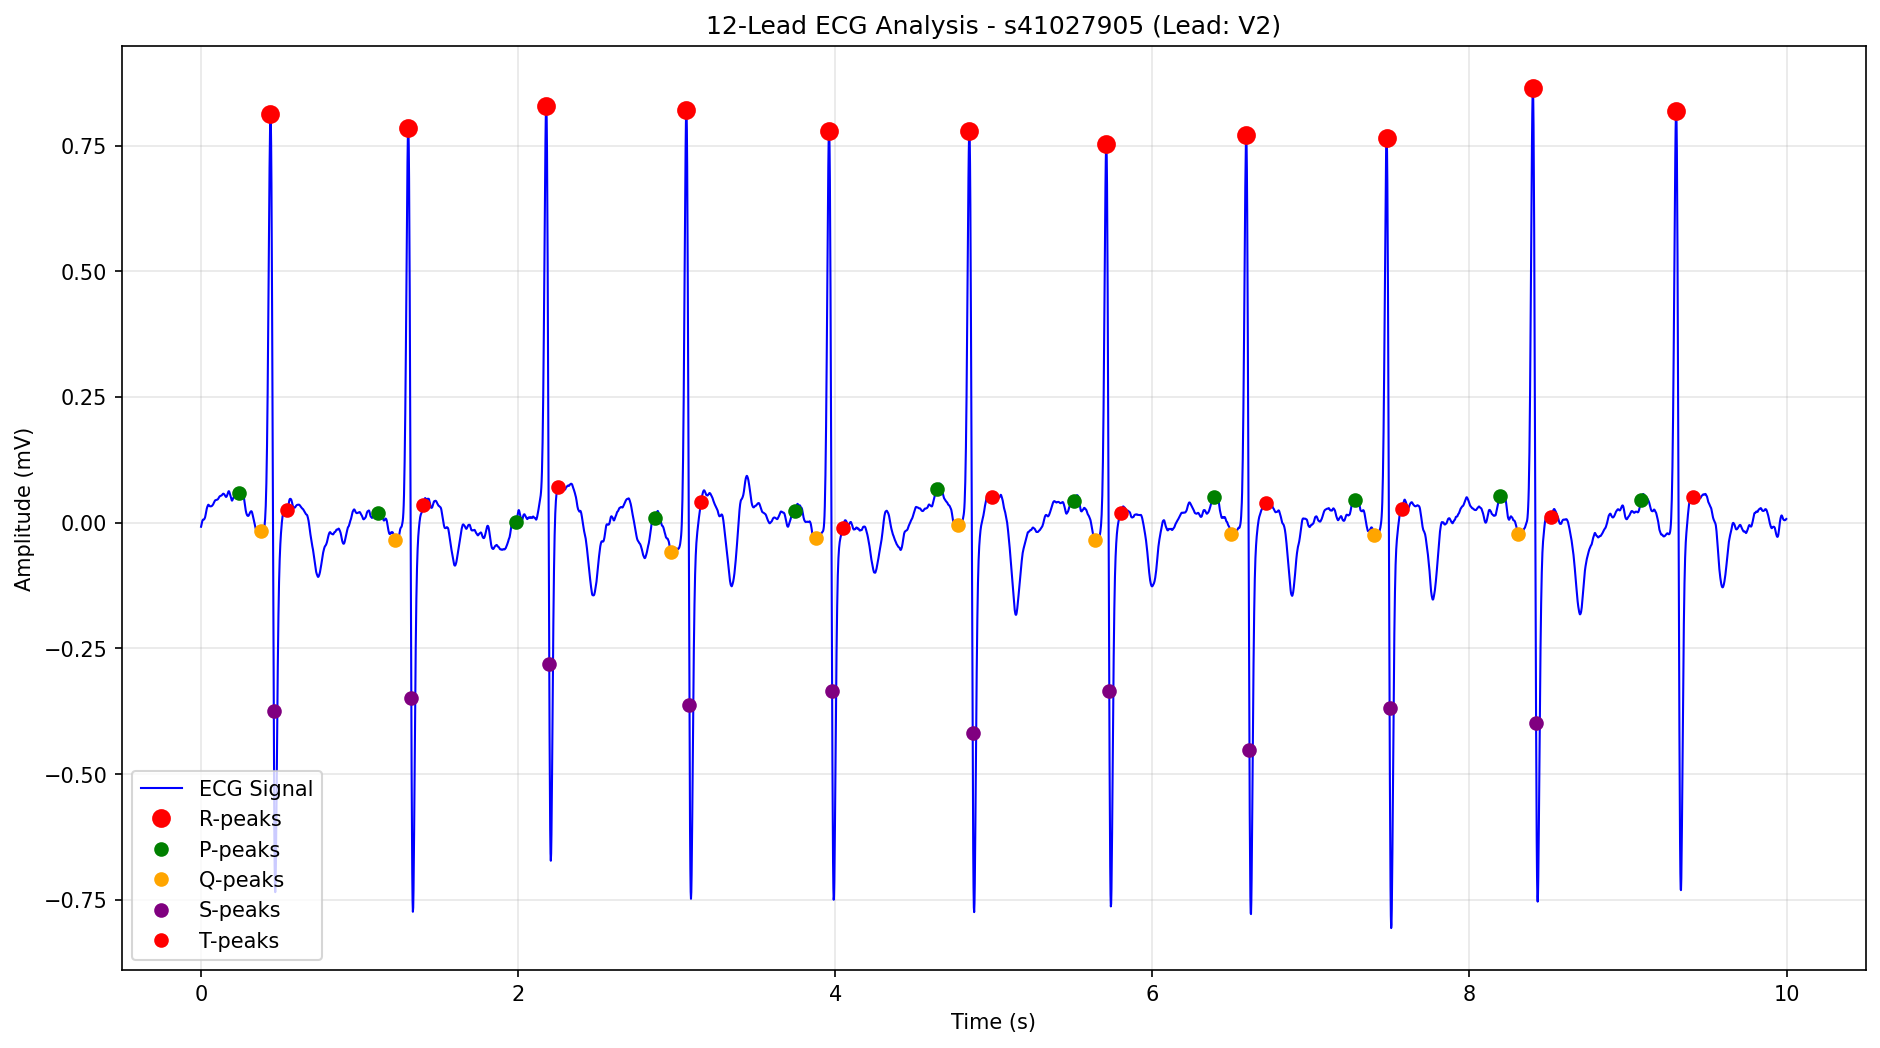 12-Lead ECG Analysis - s41027905 (Lead: V2)
Amplitude (mV)
0.75
0.50
0.25
0.00
−0.25
−0.50
−0.75
ECG Signal
R-peaks
P-peaks
Q-peaks
S-peaks
T-peaks
0 2 4 6 8 10
Time (s)